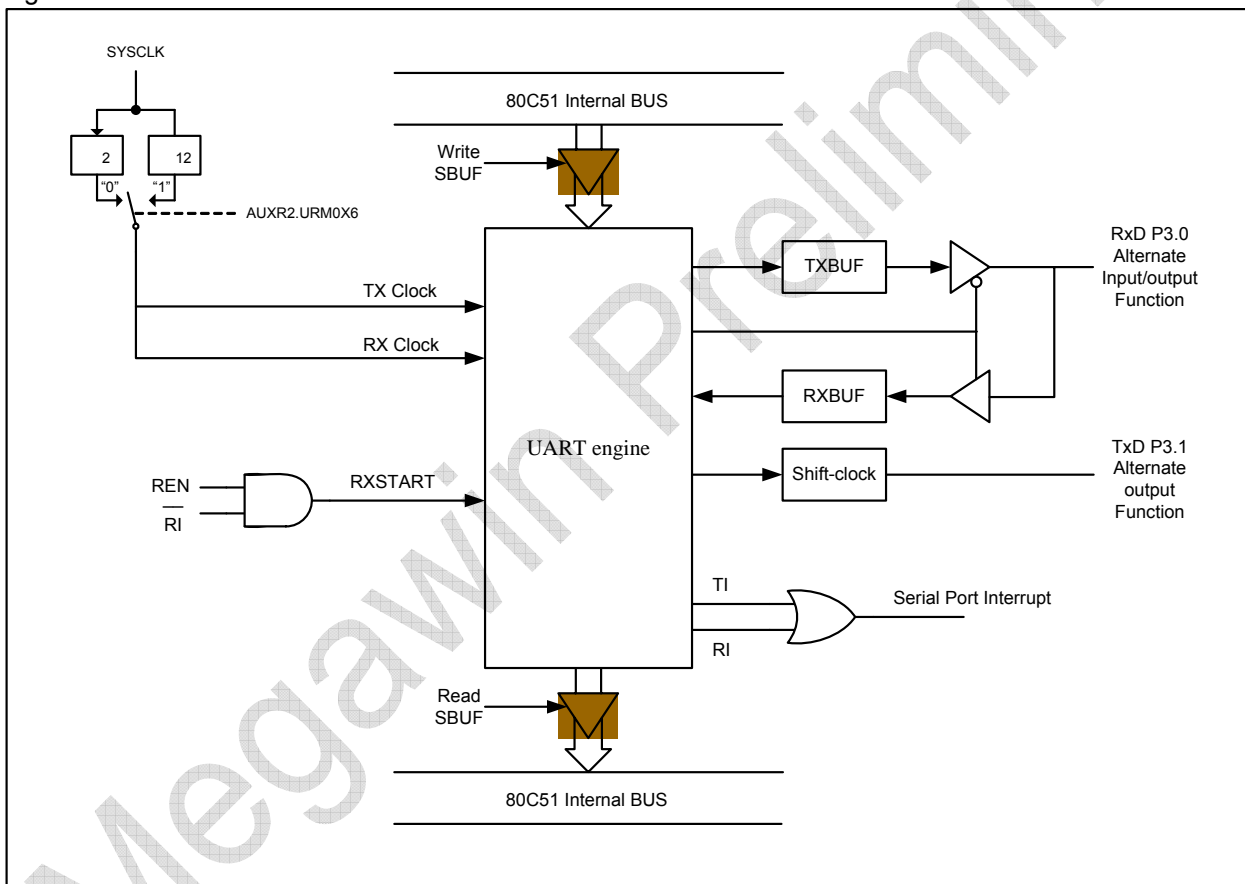 SYSCLK
2
12
"0"
"1"
AUXR2.URM0X6
80C51 Internal BUS
Write
SBUF
TX Clock
RX Clock
REN
RI
RXSTART
UART engine
TXBUF
RXBUF
Shift-clock
RxD P3.0
Alternate
Input/output
Function
TxD P3.1
Alternate
output
Function
TI
RI
Serial Port Interrupt
Read
SBUF
80C51 Internal BUS
Megawin